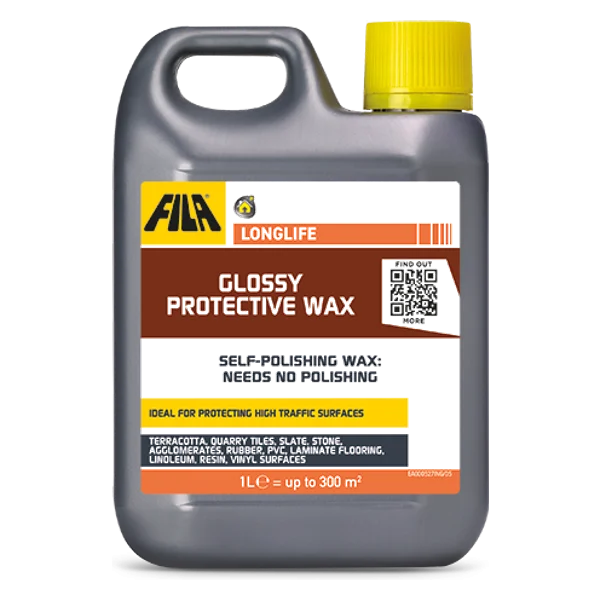 FILA®
LONGLIFE
FIND OUT
MORE
GLOSSY
PROTECTIVE WAX
SELF-POLISHING WAX:
NEEDS NO POLISHING
IDEAL FOR PROTECTING HIGH TRAFFIC SURFACES
TERRACOTTA, QUARRY TILES, SLATE, STONE,
AGGLOMERATES, RUBBER, PVC, LAMINATE FLOORING,
LINOLEUM, RESIN, VINYL SURFACES
1L℮ = up to 300 m²